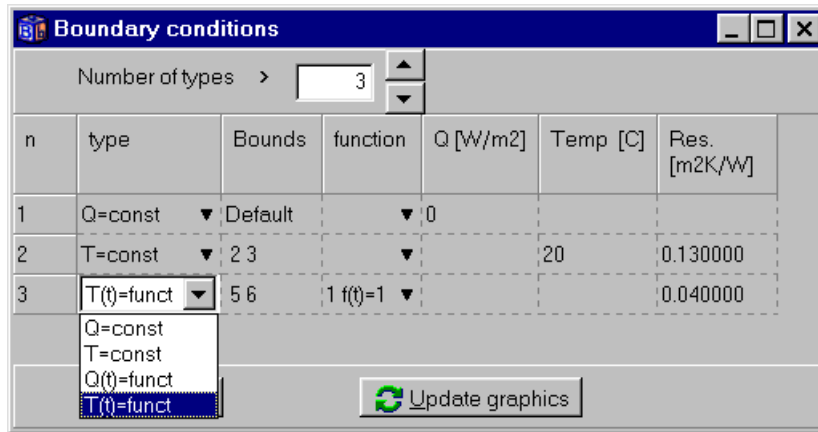 Boundary conditions
Number of types > 3
n type Bounds function Q [W/m2] Temp [C] Res. [m2K/W]
1 Q=const Default 0
2 T=const 2 3 20 0.130000
3 T(t)=funct 5 6 1 f(t)=1 0.040000
Q=const
T=const
Q(t)=funct
T(t)=funct
Update graphics